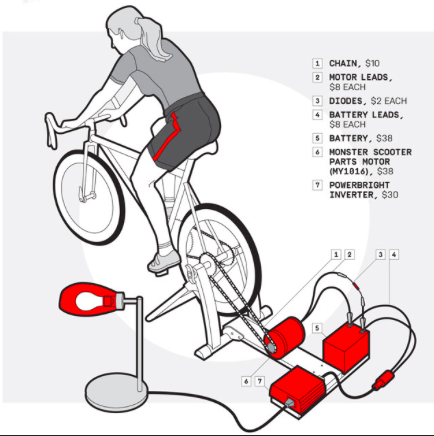 1 CHAIN, $10
2 MOTOR LEADS,
$8 EACH
3 DIODES, $2 EACH
4 BATTERY LEADS,
$8 EACH
5 BATTERY, $38
6 MONSTER SCOOTER
PARTS MOTOR
(MY1016), $38
7 POWERBRIGHT
INVERTER, $30
1 2 3 4
5
6 7